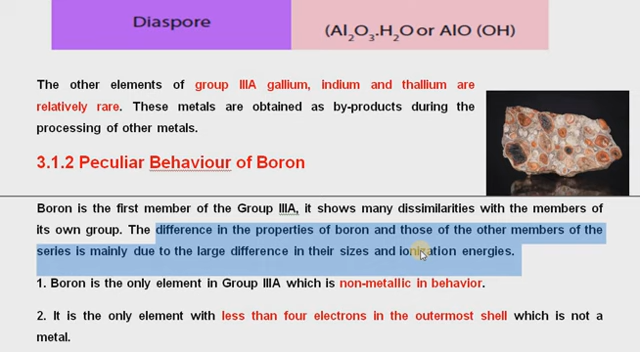 Diaspore
(Al₂O₃.H₂O or AlO (OH)
The other elements of group IIIA gallium, indium and thallium are
relatively rare. These metals are obtained as by-products during the
processing of other metals.
3.1.2 Peculiar Behaviour of Boron
Boron is the first member of the Group IIIA, it shows many dissimilarities with the members of
its own group. The difference in the properties of boron and those of the other members of the
series is mainly due to the large difference in their sizes and ionization energies.
1. Boron is the only element in Group IIIA which is non-metallic in behavior.
2. It is the only element with less than four electrons in the outermost shell which is not a
metal.